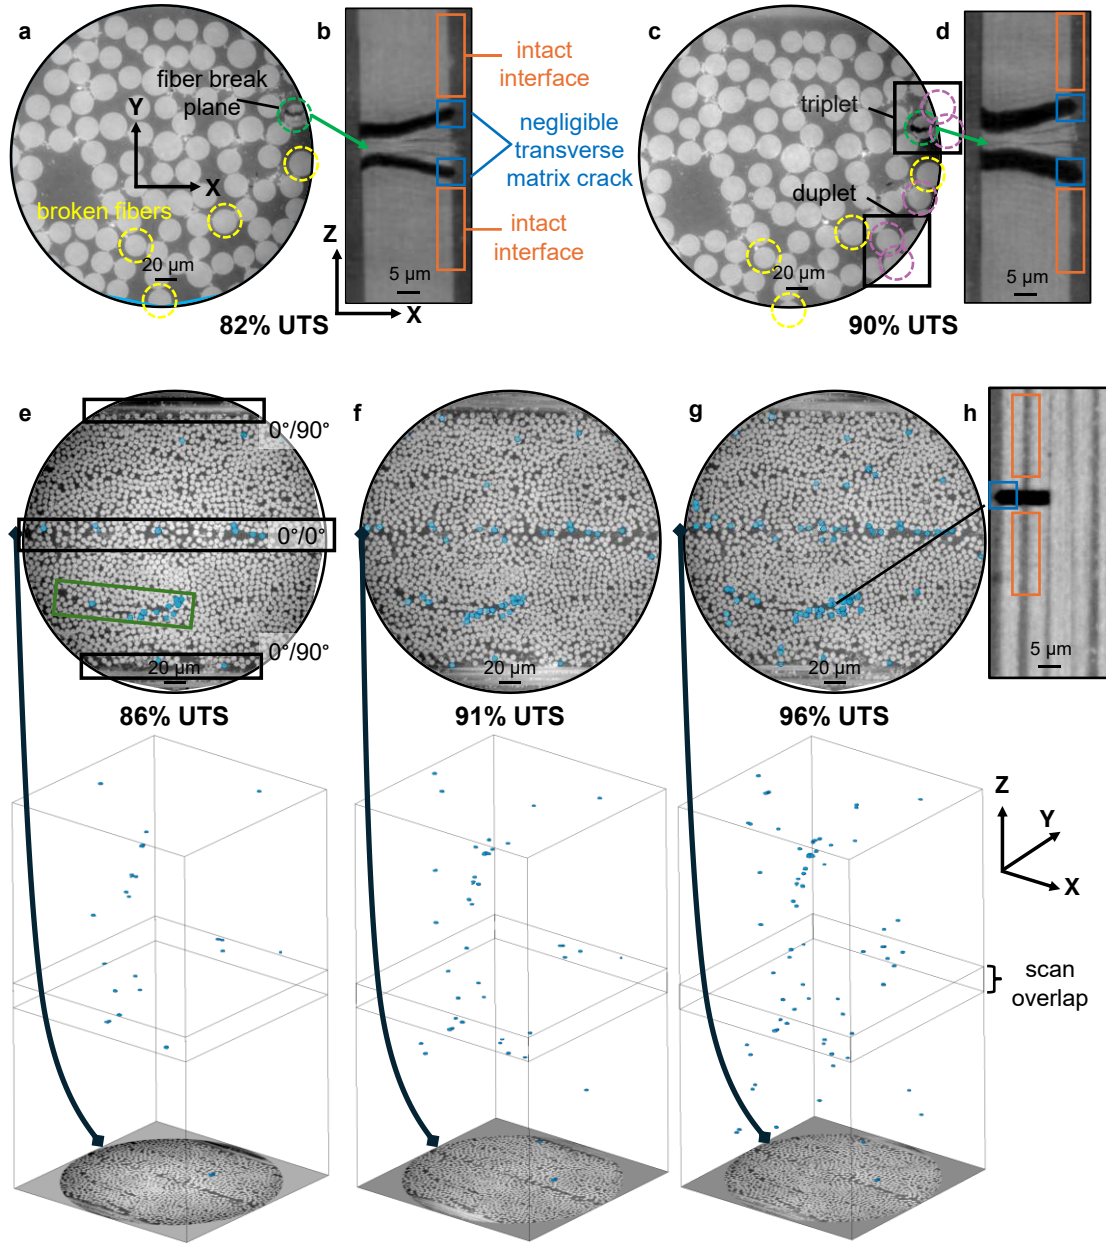 a
fiber break
plane
Y
X
broken fibers
20 µm
82% UTS
b
intact
interface
negligible
transverse
matrix crack
intact
interface
5 µm
Z
X
c
triplet
duplet
20 µm
90% UTS
d
5 µm
e
0°/90°
0°/0°
0°/90°
20 µm
86% UTS
f
20 µm
91% UTS
g
20 µm
96% UTS
h
5 µm
Z
Y
X
scan
overlap